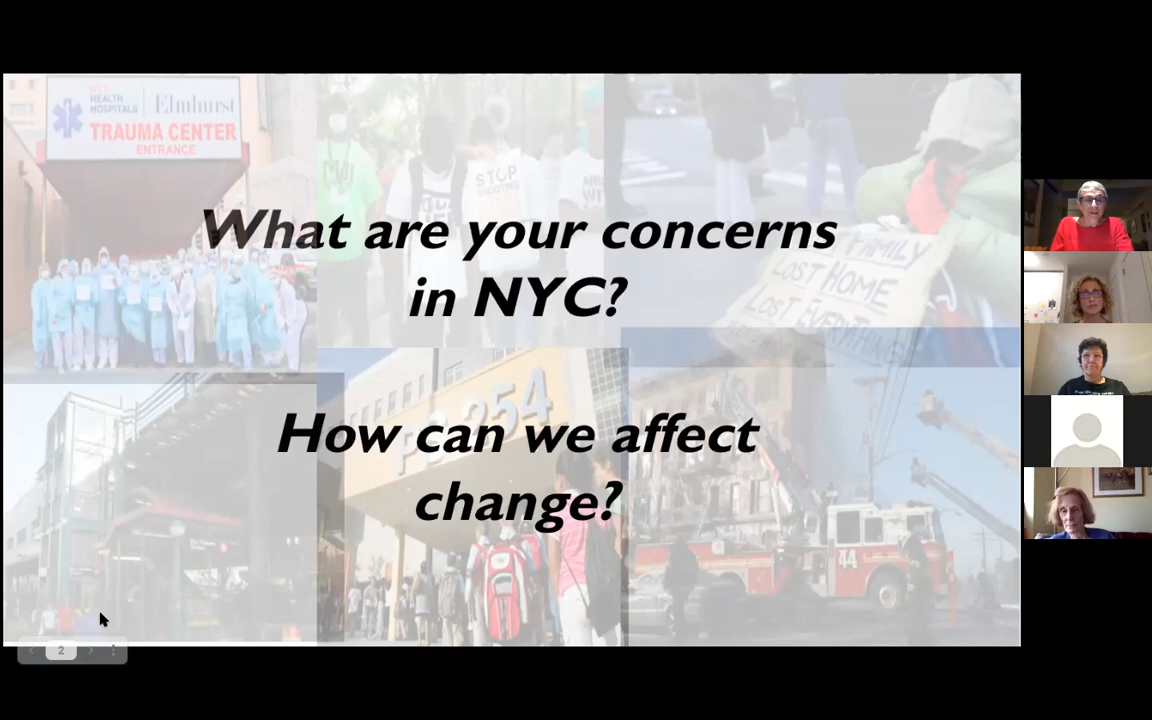 HEALTH
HOSPITALS
Elmhurst
TRAUMA CENTER
ENTRANCE
STOP
SHOOTING
FAMILY
LOST HOME
LOST EVERYTHING
What are your concerns
in NYC?
254
How can we affect
change?
44
2